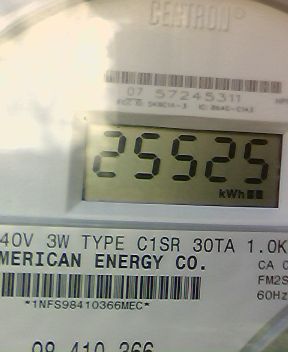 CENTRON®
07 57245311
25525
kWh
40V 3W TYPE C1SR 30TA 1.0K
MERICAN ENERGY CO.
CA 0
FM2S
60Hz
*1NFS98410366MEC*
98 410 366